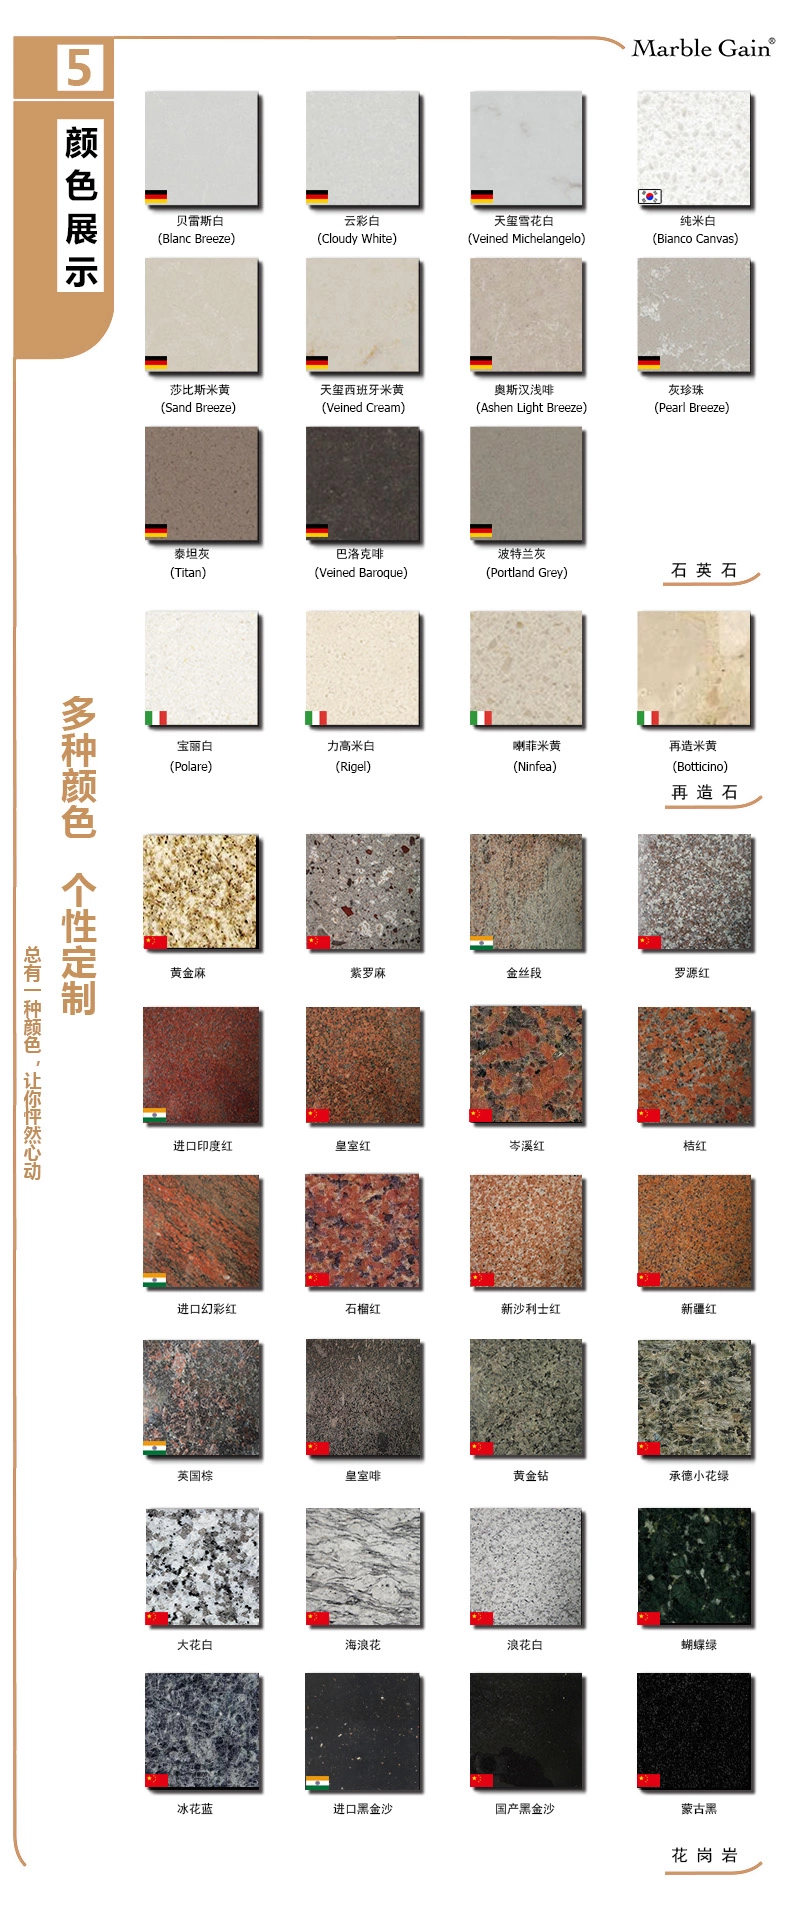 Marble Gain®
5
颜色展示
贝雷斯白
(Blanc Breeze)
云彩白
(Cloudy White)
天玺雪花白
(Veined Michelangelo)
纯米白
(Bianco Canvas)
莎比斯米黄
(Sand Breeze)
天玺西班牙米黄
(Veined Cream)
奥斯汉浅啡
(Ashen Light Breeze)
灰珍珠
(Pearl Breeze)
泰坦灰
(Titan)
巴洛克啡
(Veined Baroque)
波特兰灰
(Portland Grey)
石英石
宝丽白
(Polare)
力高米白
(Rigel)
喇菲米黄
(Ninfea)
再造米黄
(Botticino)
再造石
多种颜色 个性定制
总有一种颜色，让你怦然心动
黄金麻
紫罗麻
金丝段
罗源红
进口印度红
皇室红
岑溪红
桔红
进口幻彩红
石榴红
新沙利士红
新疆红
英国棕
皇室啡
黄金钻
承德小花绿
大花白
海浪花
浪花白
蝴蝶绿
冰花蓝
进口黑金沙
国产黑金沙
蒙古黑
花岗岩